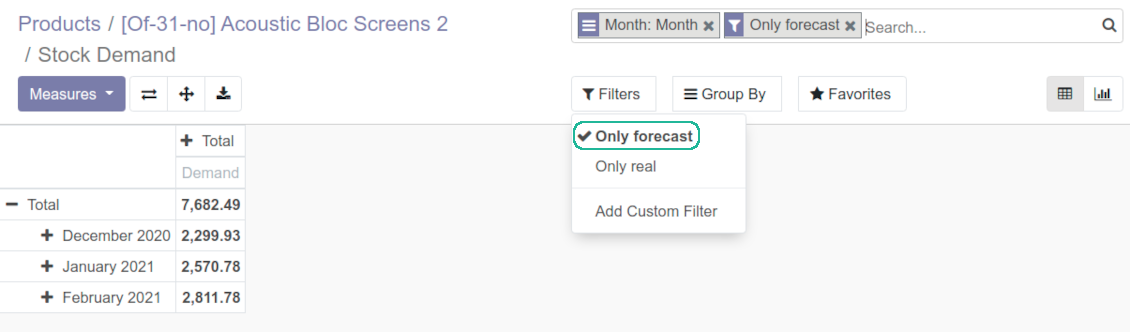 Products / [Of-31-no] Acoustic Bloc Screens 2
/ Stock Demand
Month: Month
Only forecast
Search...
Measures
Filters
Group By
Favorites
Only forecast
Only real
Add Custom Filter
Total
Demand
Total 7,682.49
December 2020 2,299.93
January 2021 2,570.78
February 2021 2,811.78